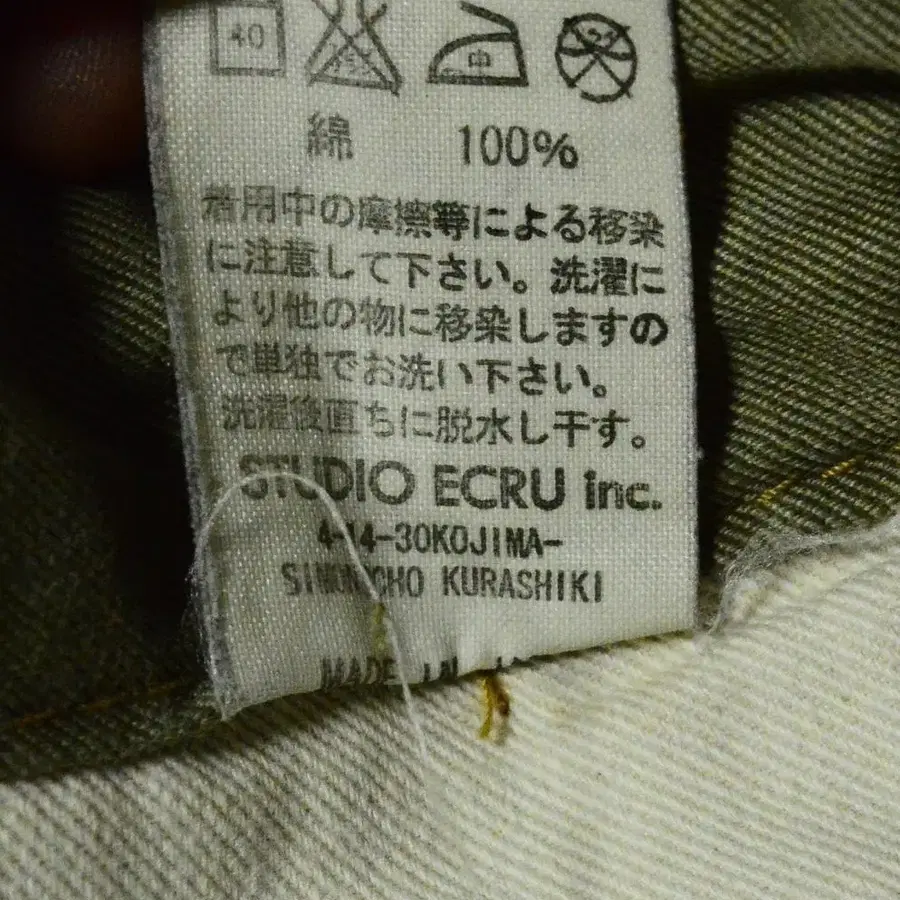 40
中
綿 100%
着用中の摩擦等による移染
に注意して下さい。洗濯に
より他の物に移染しますの
で単独でお洗い下さい。
洗濯後直ちに脱水し干す。
STUDIO ECRU inc.
4-14-30KOJIMA-
KURASHIKI
MADE IN